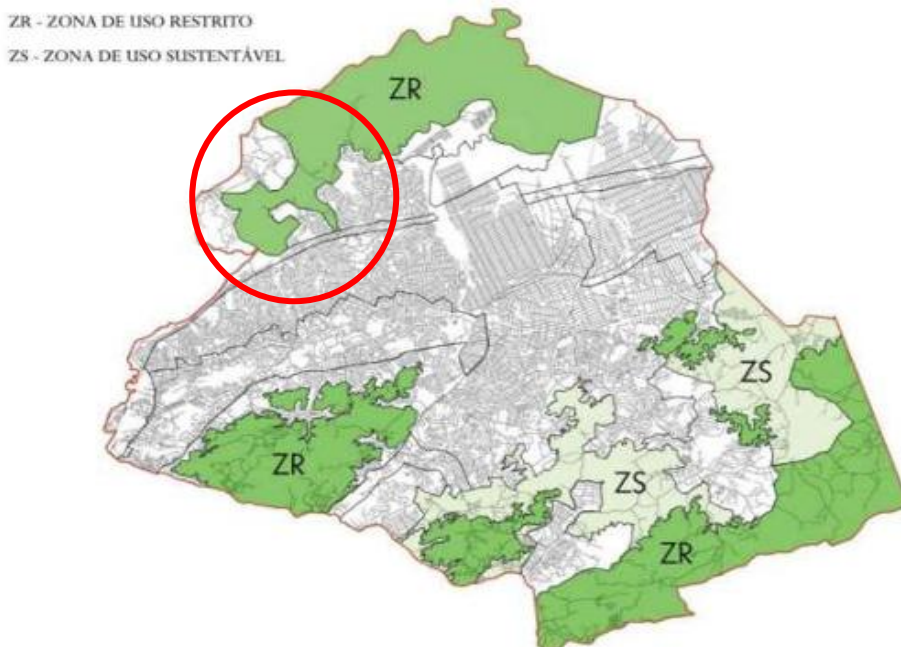 ZR - ZONA DE USO RESTRITO
ZS - ZONA DE USO SUSTENTÁVEL
ZR
ZS
ZR
ZS
ZR